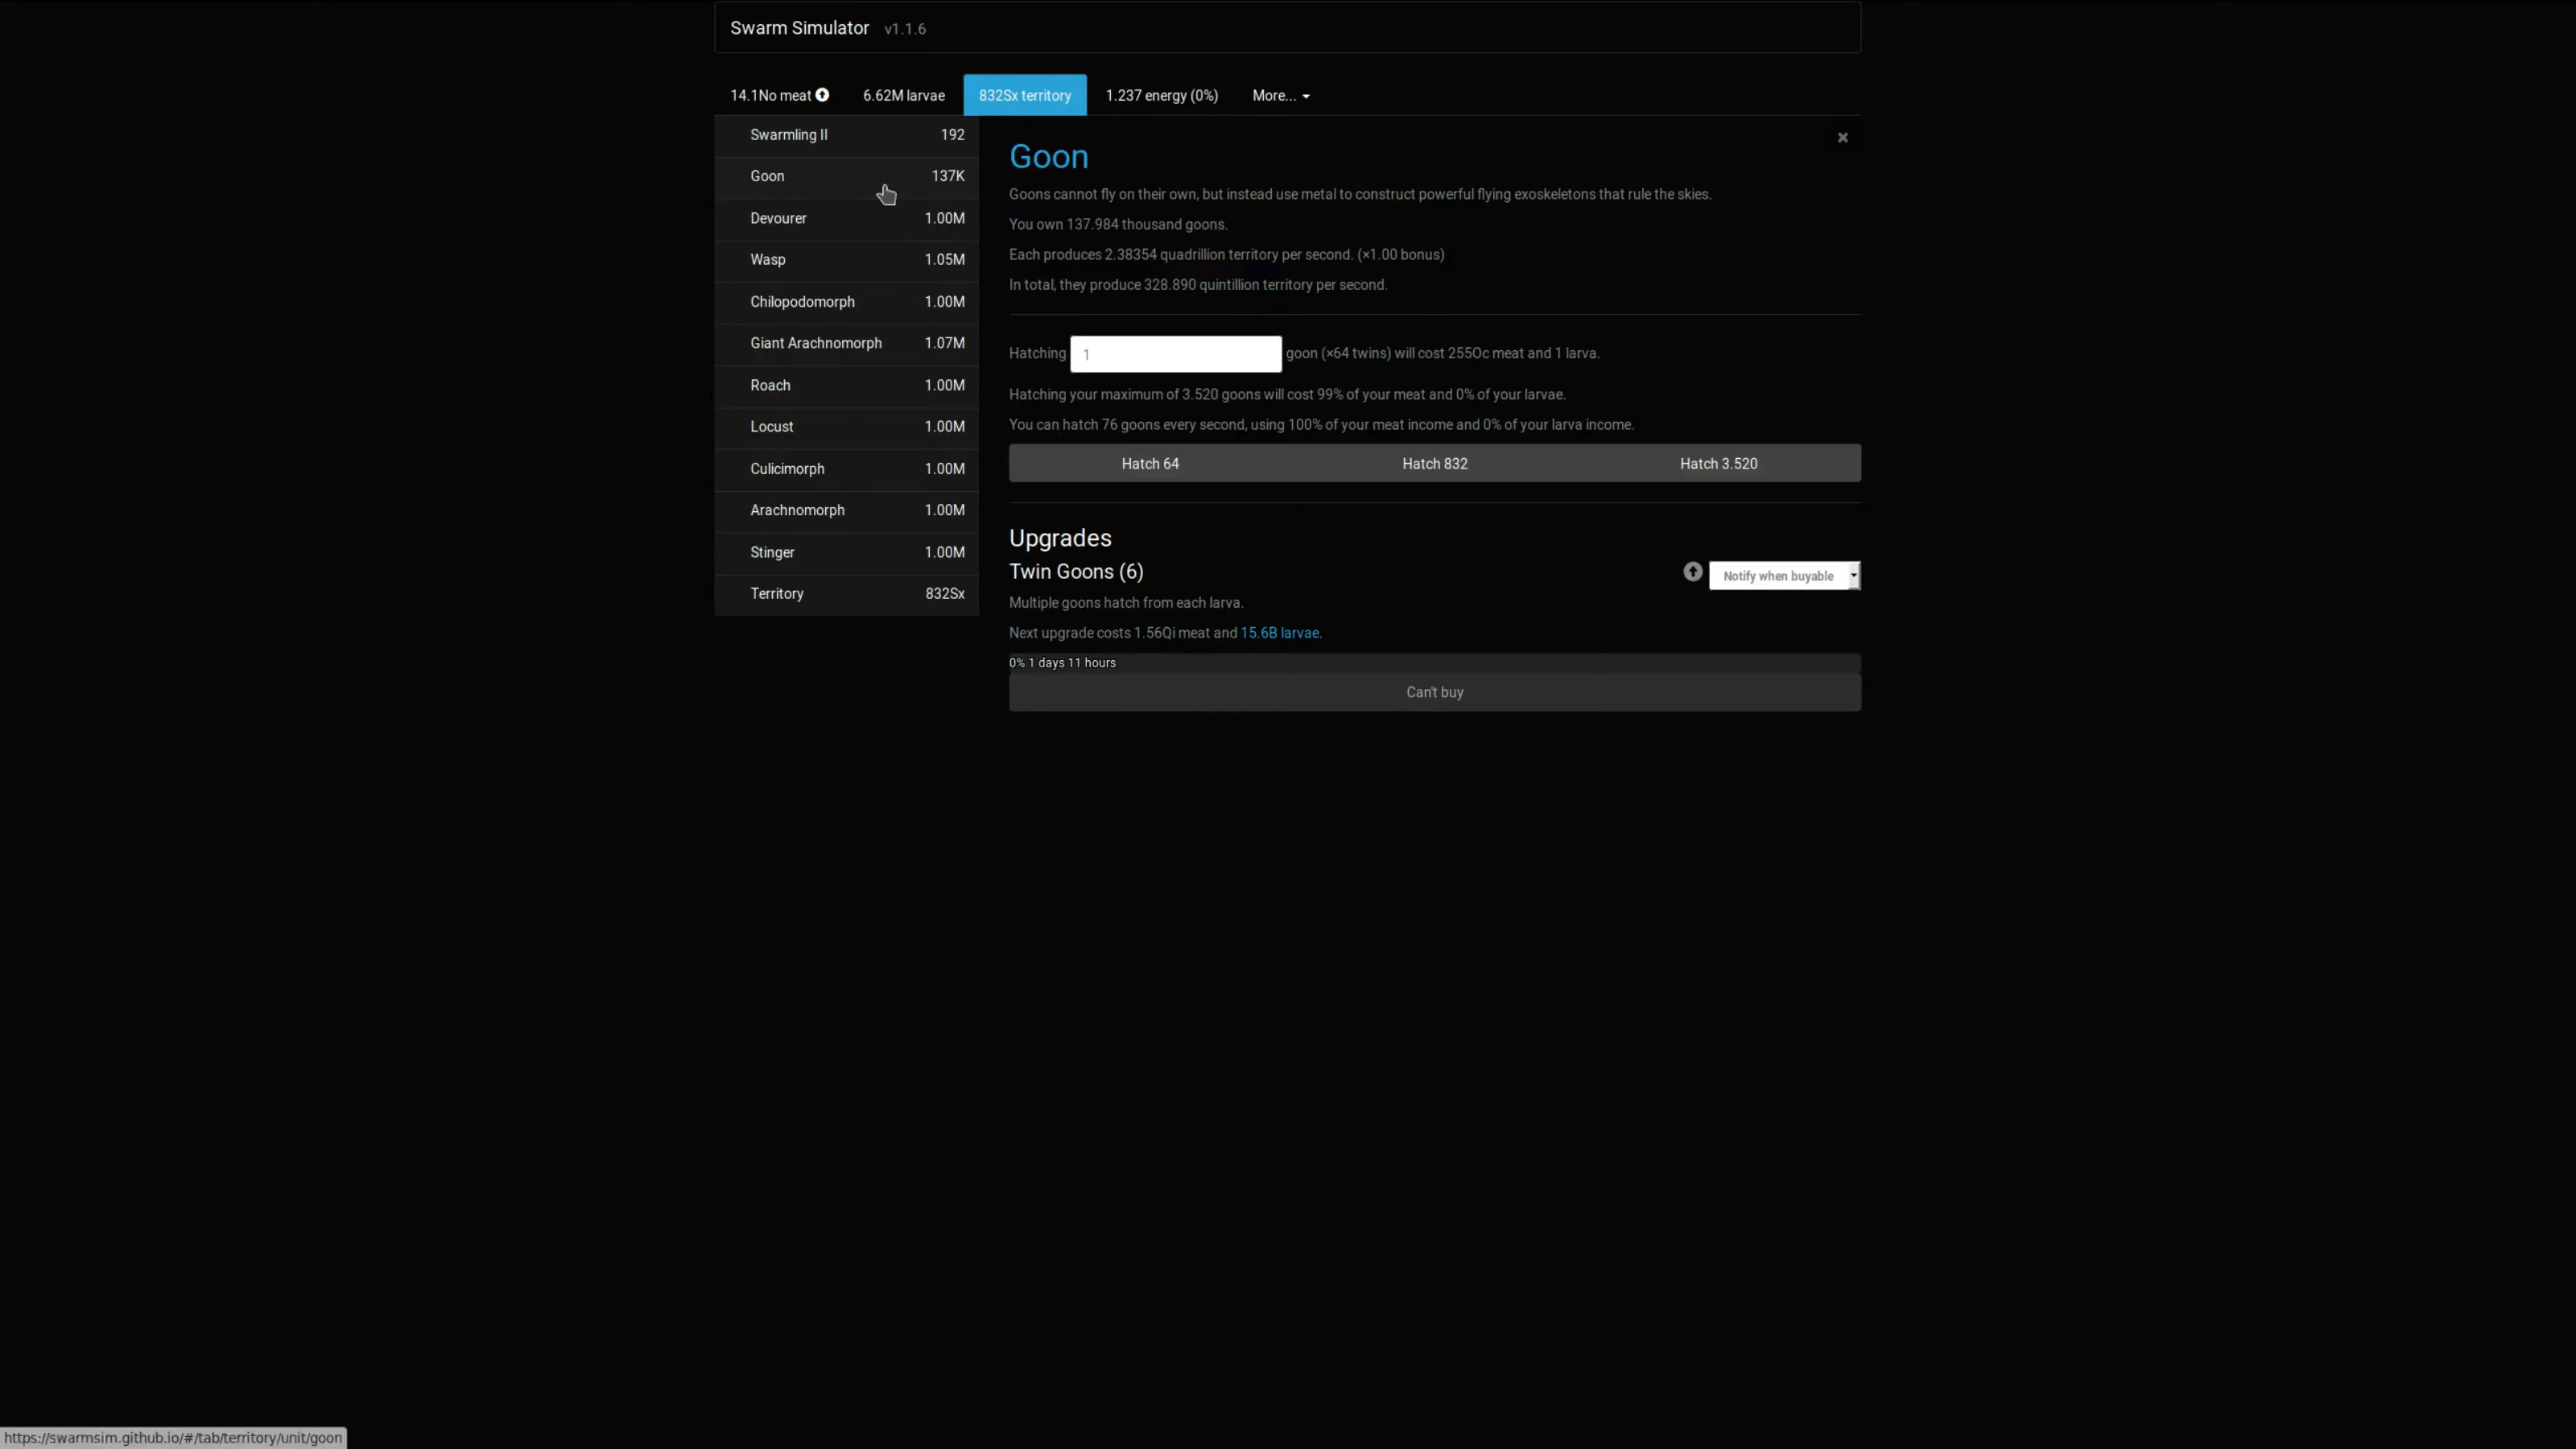 Swarm Simulator v1.1.6
14.1No meat 6.62M larvae 832Sx territory 1.237 energy (0%) More...
Swarmling II 192
Goon 137K
Devourer 1.00M
Wasp 1.05M
Chilopodomorph 1.00M
Giant Arachnomorph 1.07M
Roach 1.00M
Locust 1.00M
Culicimorph 1.00M
Arachnomorph 1.00M
Stinger 1.00M
Territory 832Sx
Goon
Goons cannot fly on their own, but instead use metal to construct powerful flying exoskeletons that rule the skies.
You own 137.984 thousand goons.
Each produces 2.38354 quadrillion territory per second. (×1.00 bonus)
In total, they produce 328.890 quintillion territory per second.
Hatching 1 goon (×64 twins) will cost 255Oc meat and 1 larva.
Hatching your maximum of 3.520 goons will cost 99% of your meat and 0% of your larvae.
You can hatch 76 goons every second, using 100% of your meat income and 0% of your larva income.
Hatch 64 Hatch 832 Hatch 3.520
Upgrades
Twin Goons (6) Notify when buyable
Multiple goons hatch from each larva.
Next upgrade costs 1.56Qi meat and 15.6B larvae.
0% 1 days 11 hours
Can't buy
https://swarmsim.github.io/#/tab/territory/unit/goon